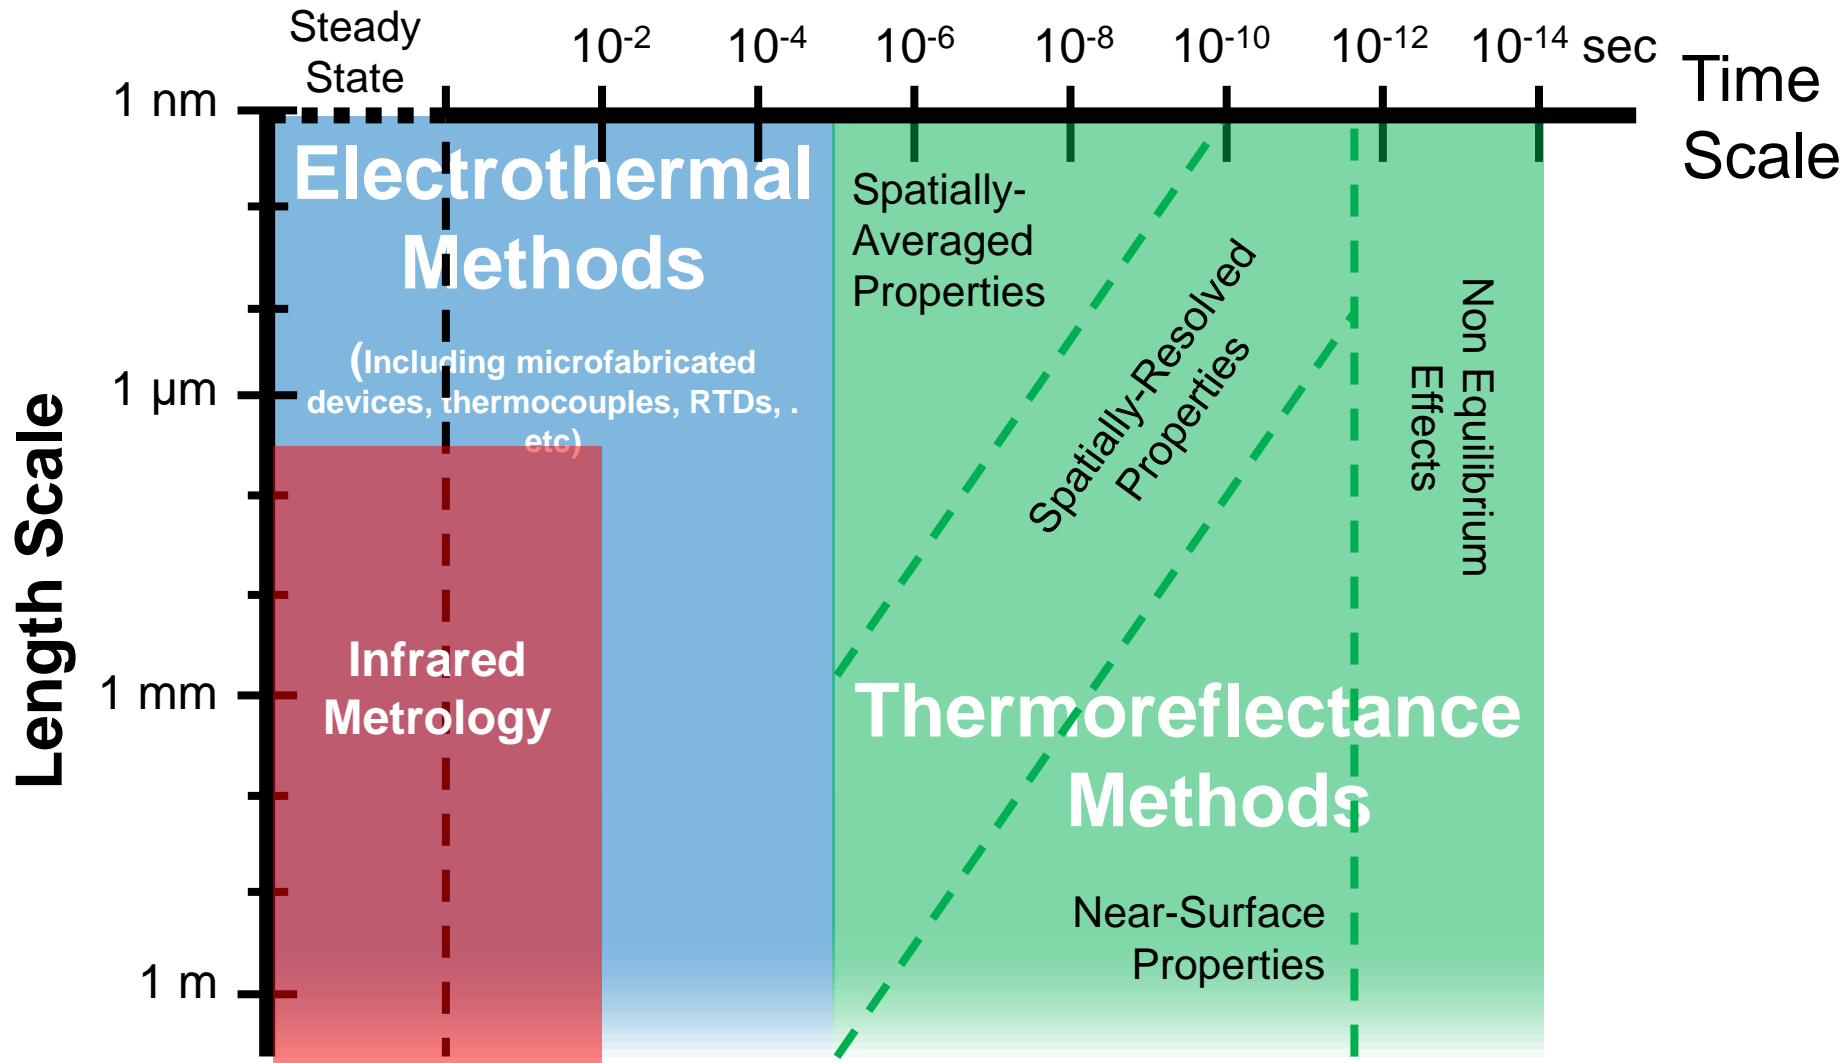 Steady
State
10-2
10-4
10-6
10-8
10-10
10-12
10-14 sec
Time
Scale
1 nm
1 µm
1 mm
1 m
Length Scale
Electrothermal
Methods
(Including microfabricated
devices, thermocouples, RTDs, .
etc)
Infrared
Metrology
Spatially-
Averaged
Properties
Spatially-Resolved
Properties
Non Equilibrium
Effects
Thermoreflectance
Methods
Near-Surface
Properties